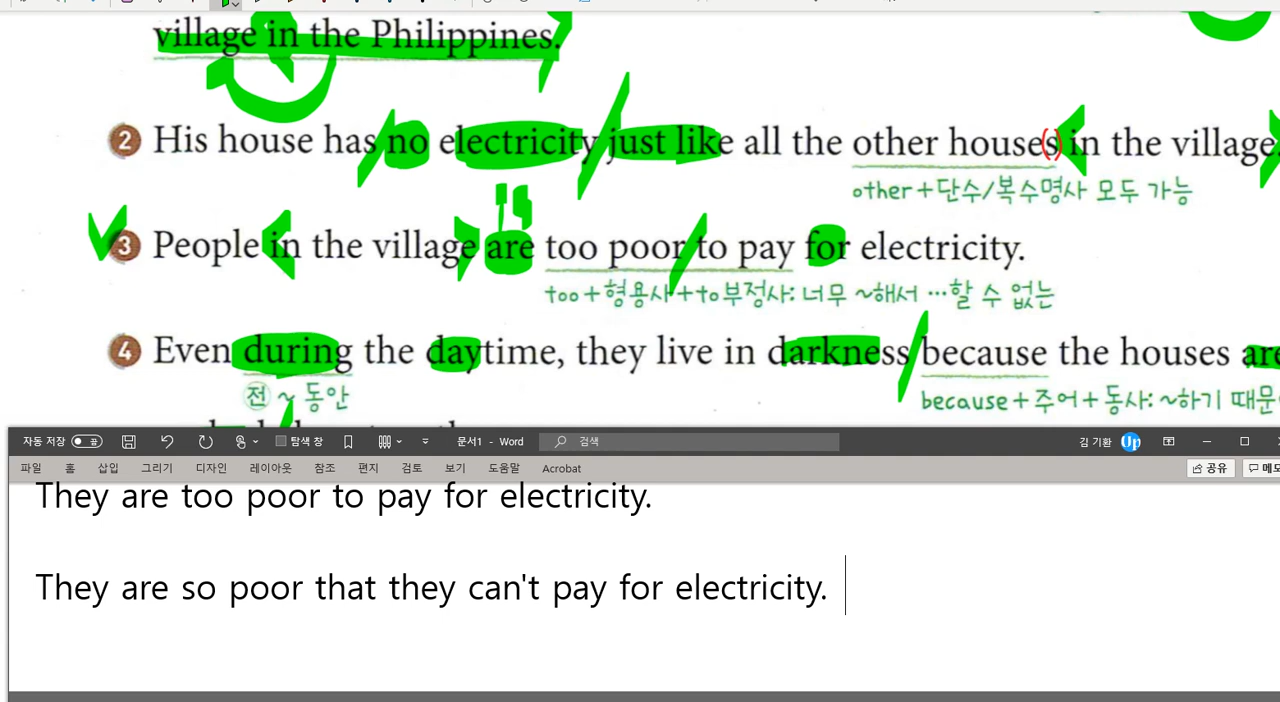 village in the Philippines.
2 His house has no electricity just like all the other house(s) in the village.
other+단수/복수명사 모두 가능
3 People in the village are too poor to pay for electricity.
too+형용사+to부정사: 너무 ~해서 …할 수 없는
4 Even during the daytime, they live in darkness because the houses are
전 ~ 동안
because+주어+동사: ~하기 때문
자동 저장 문서1 - Word 검색 김 기환 Up
탐색 창
파일 홈 삽입 그리기 디자인 레이아웃 참조 편지 검토 보기 도움말 Acrobat 공유 메모
They are too poor to pay for electricity.
They are so poor that they can't pay for electricity.